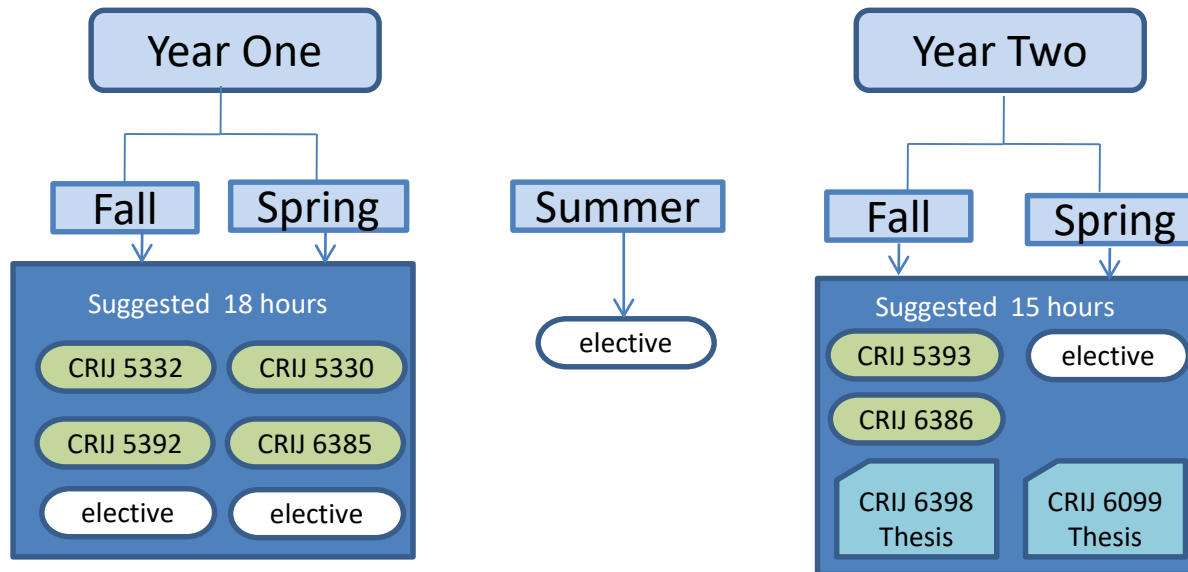 Year One
Year Two
Fall
Spring
Summer
Fall
Spring
Suggested 18 hours
CRIJ 5332
CRIJ 5330
CRIJ 5392
CRIJ 6385
elective
elective
elective
Suggested 15 hours
CRIJ 5393
elective
CRIJ 6386
CRIJ 6398
Thesis
CRIJ 6099
Thesis